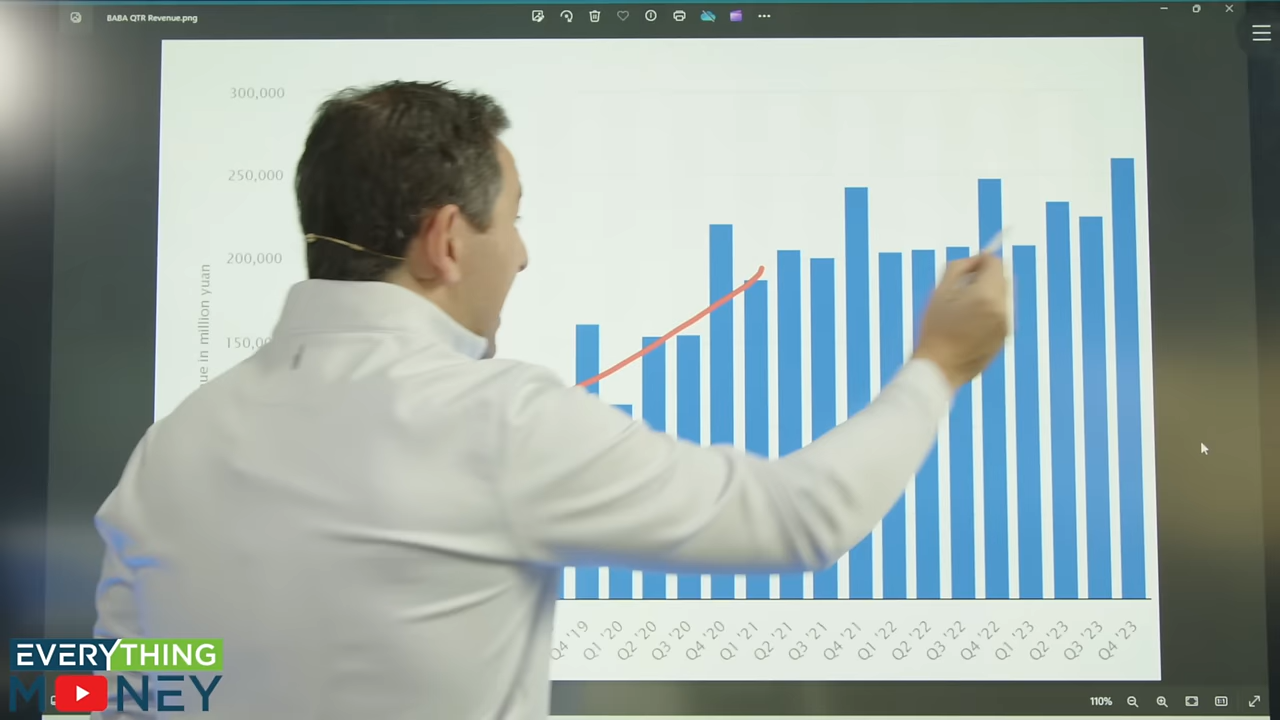 BABA QTR Revenue.png
300,000
250,000
200,000
150,00
ue in million yuan
Q4 '19
Q1 '20
Q2 '20
Q3 '20
Q4 '20
Q1 '21
Q2 '21
Q3 '21
Q4 '21
Q1 '22
Q2 '22
Q3 '22
Q4 '22
Q1 '23
Q2 '23
Q3 '23
Q4 '23
110%
1:1
EVERYTHING
MONEY